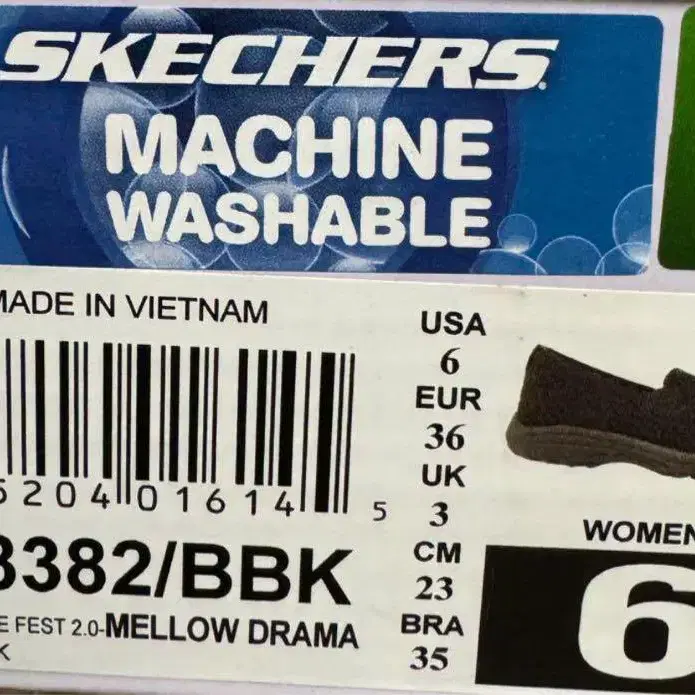 SKECHERS.
MACHINE
WASHABLE
MADE IN VIETNAM
USA
6
EUR
36
UK
3
CM
23
BRA
35
5204 01614 5
3382/BBK
E FEST 2.0-MELLOW DRAMA
K
WOMEN
6